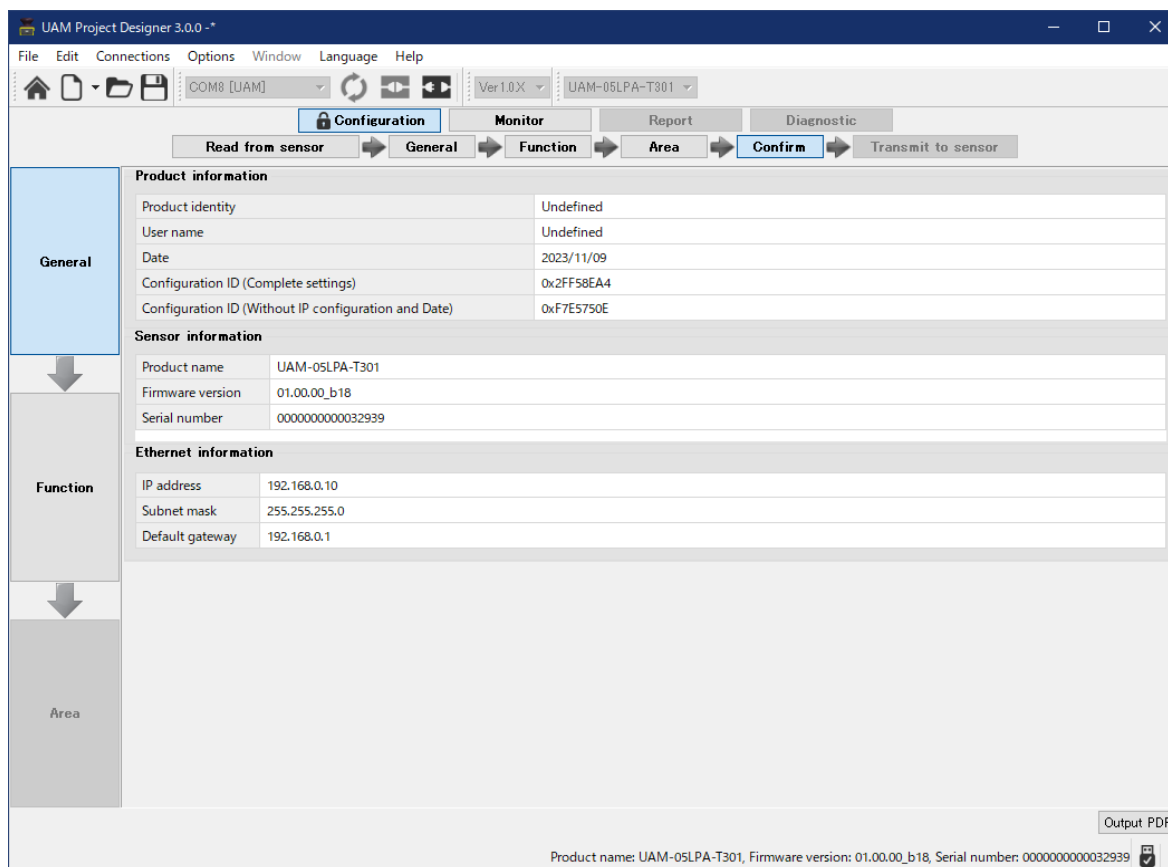 UAM Project Designer 3.0.0 -*
File Edit Connections Options Window Language Help
COM8 [UAM] Ver1.0X UAM-05LPA-T301
Configuration Monitor Report Diagnostic
Read from sensor General Function Area Confirm Transmit to sensor
General
Function
Area
Product information
Product identity Undefined
User name Undefined
Date 2023/11/09
Configuration ID (Complete settings) 0x2FF58EA4
Configuration ID (Without IP configuration and Date) 0xF7E5750E
Sensor information
Product name UAM-05LPA-T301
Firmware version 01.00.00_b18
Serial number 0000000000032939
Ethernet information
IP address 192.168.0.10
Subnet mask 255.255.255.0
Default gateway 192.168.0.1
Output PDF
Product name: UAM-05LPA-T301, Firmware version: 01.00.00_b18, Serial number: 0000000000032939